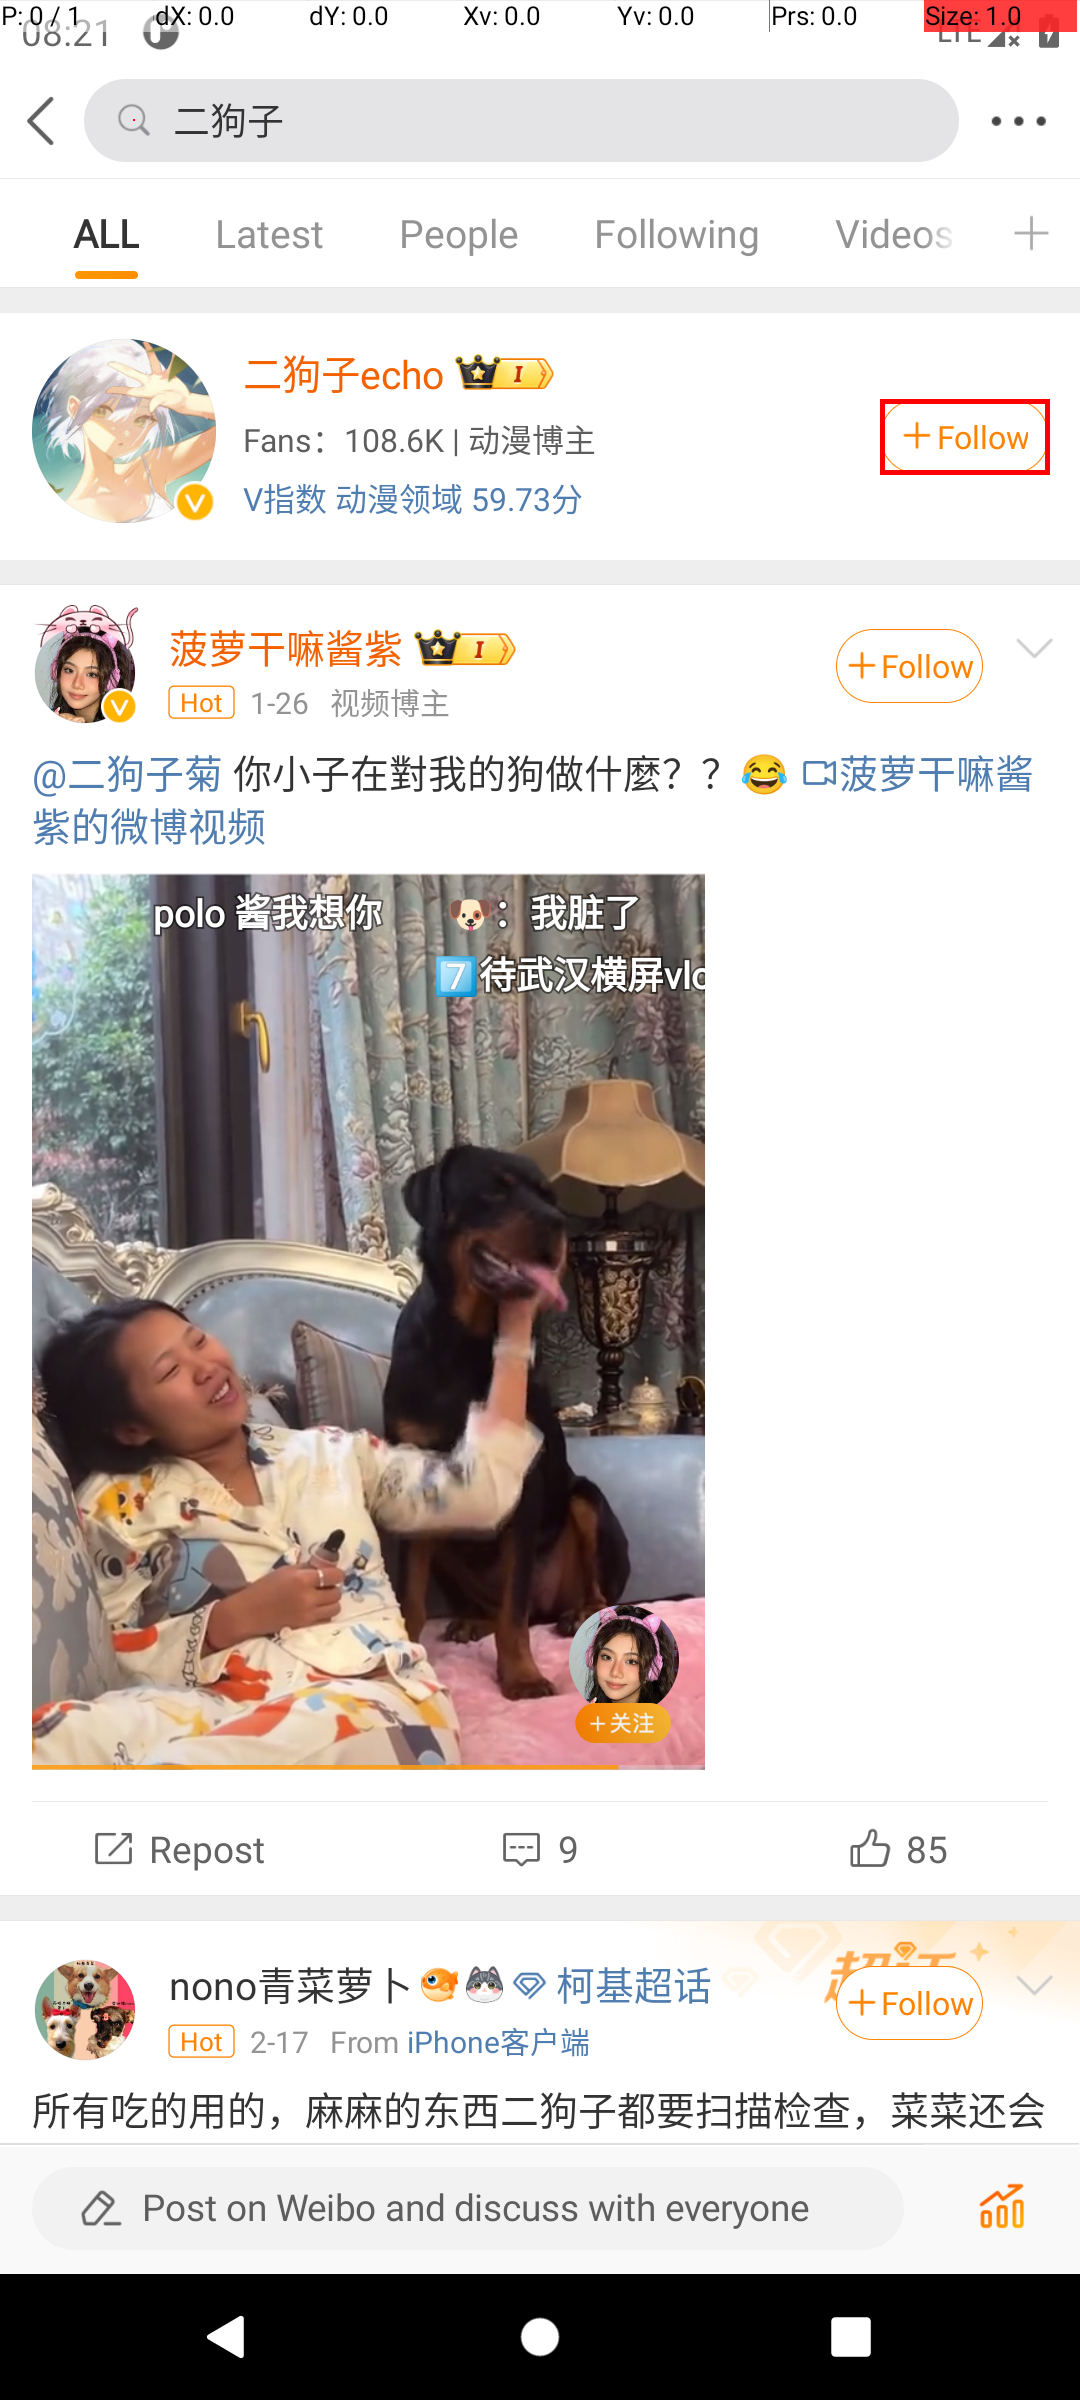 P: 0 / 1 dX: 0.0 dY: 0.0 Xv: 0.0 Yv: 0.0 Prs: 0.0 Size: 1.0
08:21 LTE
二狗子
ALL Latest People Following Videos
二狗子echo I
Fans：108.6K | 动漫博主
+Follow
V指数 动漫领域 59.73分
菠萝干嘛酱紫 I
Hot 1-26 视频博主
+Follow
@二狗子菊 你小子在對我的狗做什麼？？😂 菠萝干嘛酱
紫的微博视频
polo 酱我想你 🐶：我脏了
7️⃣待武汉横屏vlo
+关注
Repost 9 85
nono青菜萝卜 柯基超话
超话
+Follow
Hot 2-17 From iPhone客户端
所有吃的用的，麻麻的东西二狗子都要扫描检查，菜菜还会
Post on Weibo and discuss with everyone